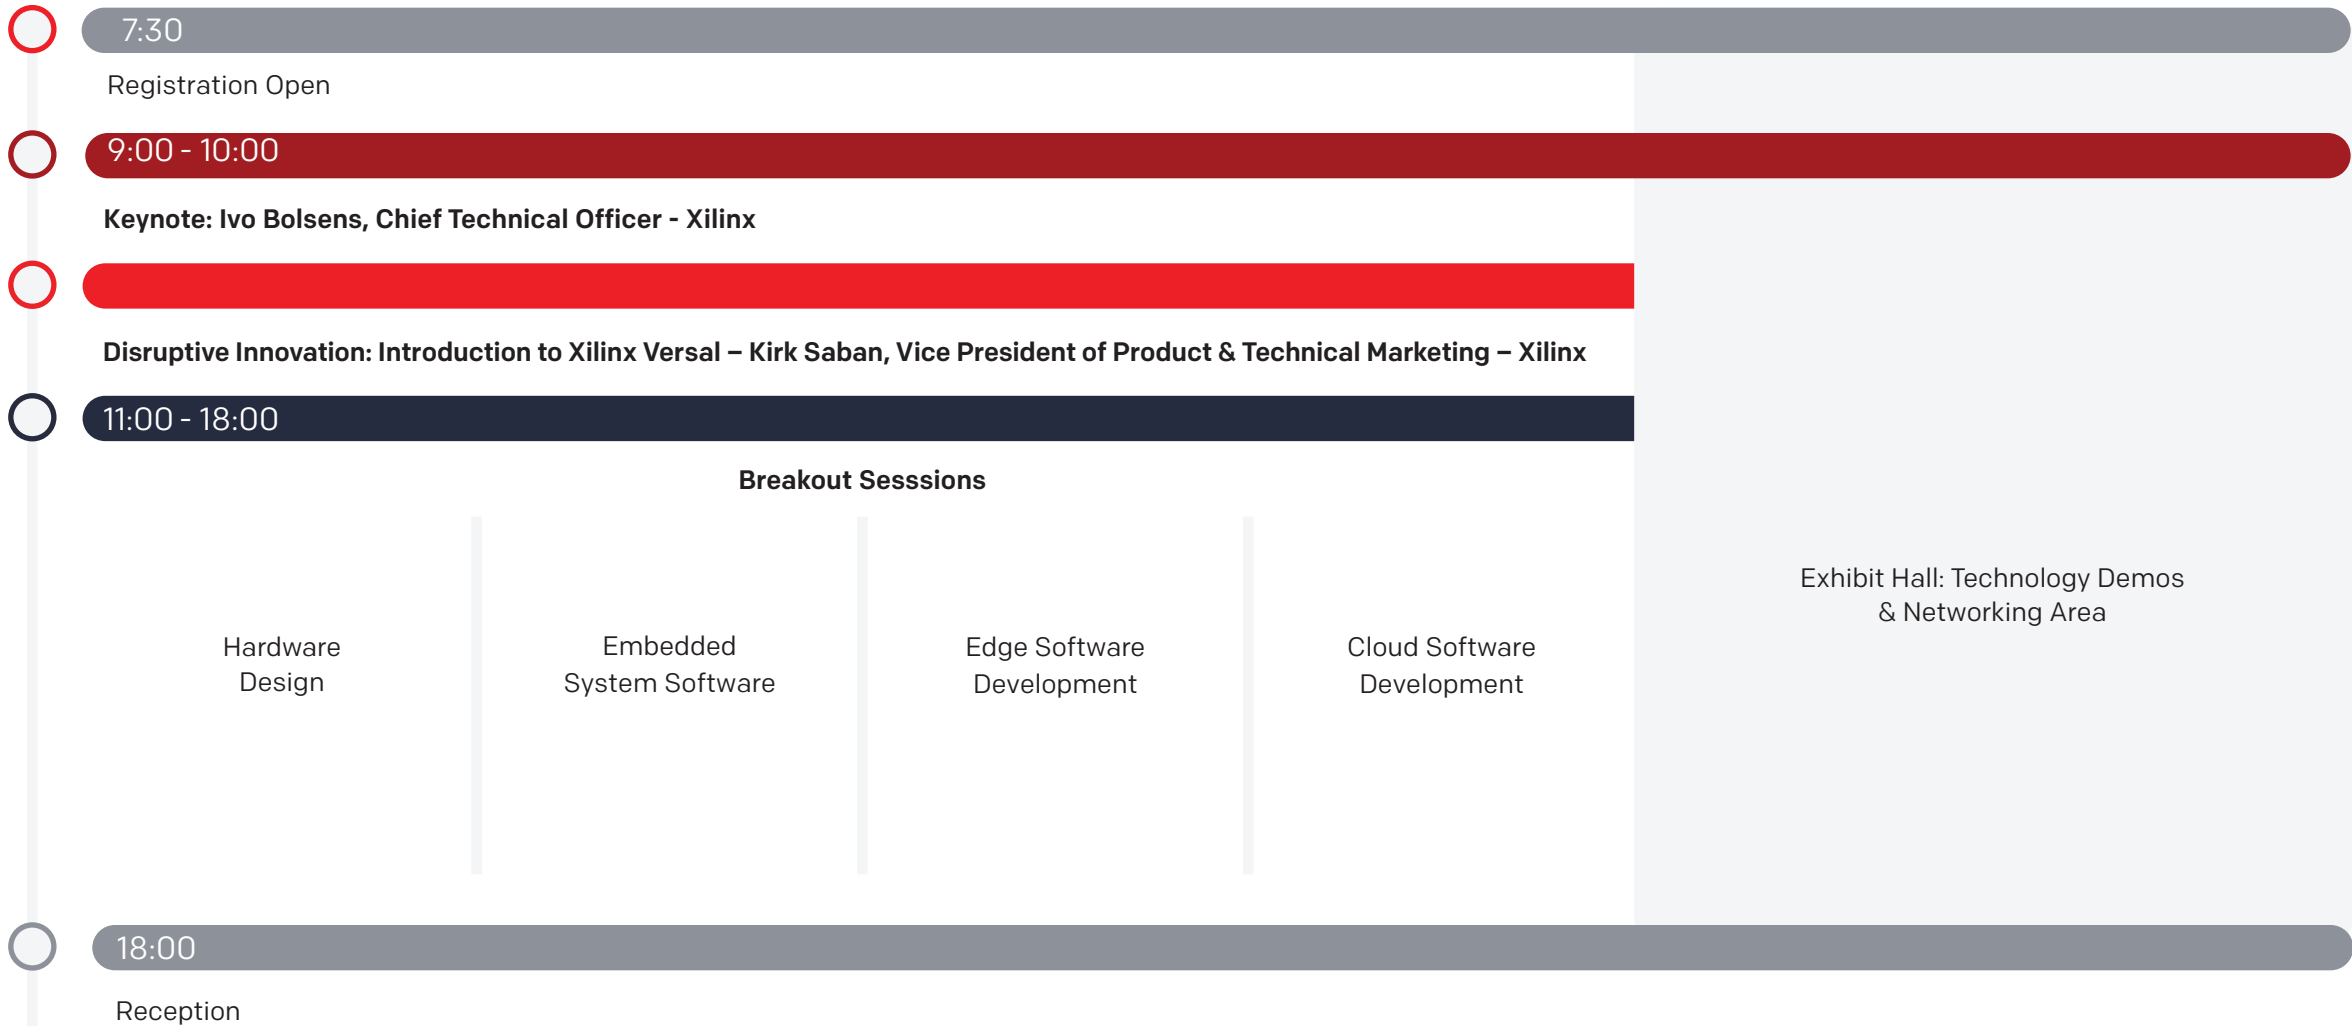 7:30
Registration Open
9:00 - 10:00
Keynote: Ivo Bolsens, Chief Technical Officer - Xilinx
Disruptive Innovation: Introduction to Xilinx Versal – Kirk Saban, Vice President of Product & Technical Marketing – Xilinx
11:00 - 18:00
Breakout Sesssions
Hardware
Design
Embedded
System Software
Edge Software
Development
Cloud Software
Development
Exhibit Hall: Technology Demos
& Networking Area
18:00
Reception